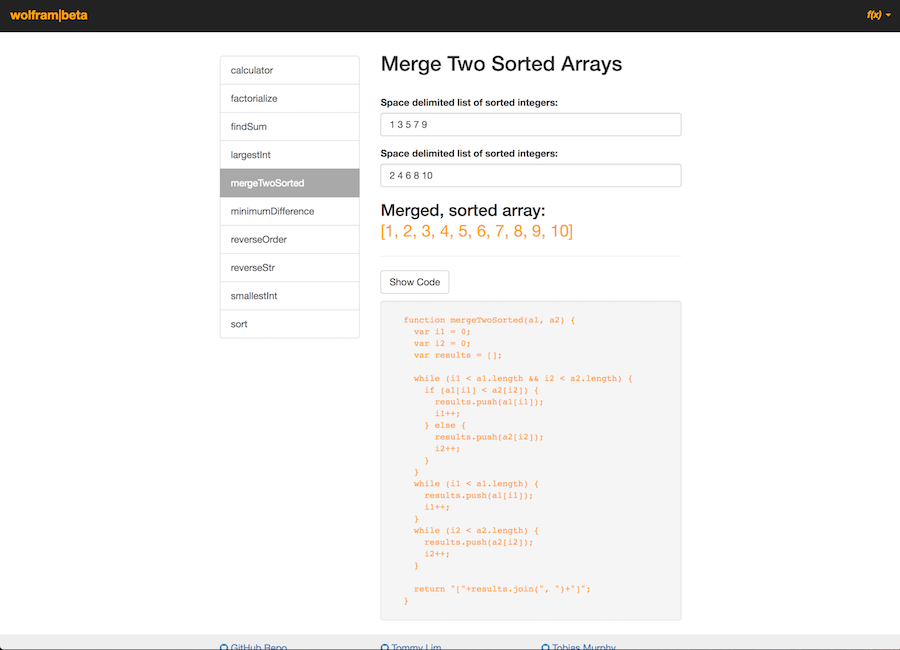 wolfram|beta
f(x)
calculator
factorialize
findSum
largestInt
mergeTwoSorted
minimumDifference
reverseOrder
reverseStr
smallestInt
sort
Merge Two Sorted Arrays
Space delimited list of sorted integers:
1 3 5 7 9
Space delimited list of sorted integers:
2 4 6 8 10
Merged, sorted array:
[1, 2, 3, 4, 5, 6, 7, 8, 9, 10]
Show Code
function mergeTwoSorted(a1, a2) {
  var i1 = 0;
  var i2 = 0;
  var results = [];
  while (i1 < a1.length && i2 < a2.length) {
    if (a1[i1] < a2[i2]) {
      results.push(a1[i1]);
      i1++;
    } else {
      results.push(a2[i2]);
      i2++;
    }
  }
  while (i1 < a1.length) {
    results.push(a1[i1]);
    i1++;
  }
  while (i2 < a2.length) {
    results.push(a2[i2]);
    i2++;
  }
  return "["+results.join(", ")+"]";
}
GitHub Repo
Tommy Lim
Tobias Murphy